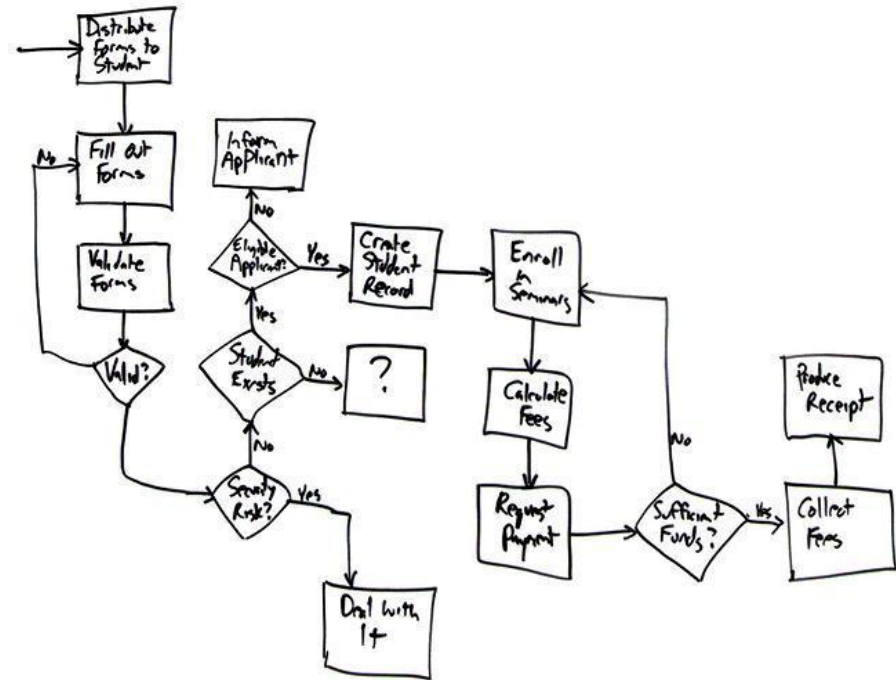 Distribute
Forms to
Student
No
Fill out
Forms
Validate
Forms
Valid?
Inform
Applicant
No
Eligible
Applicant?
Yes
Create
Student
Record
Enroll
in
Seminars
Yes
Student
Exists
No
?
No
Security
Risk?
Yes
Deal with
It
Calculate
Fees
Request
Payment
Sufficient
Funds?
No
Yes
Collect
Fees
Produce
Receipt